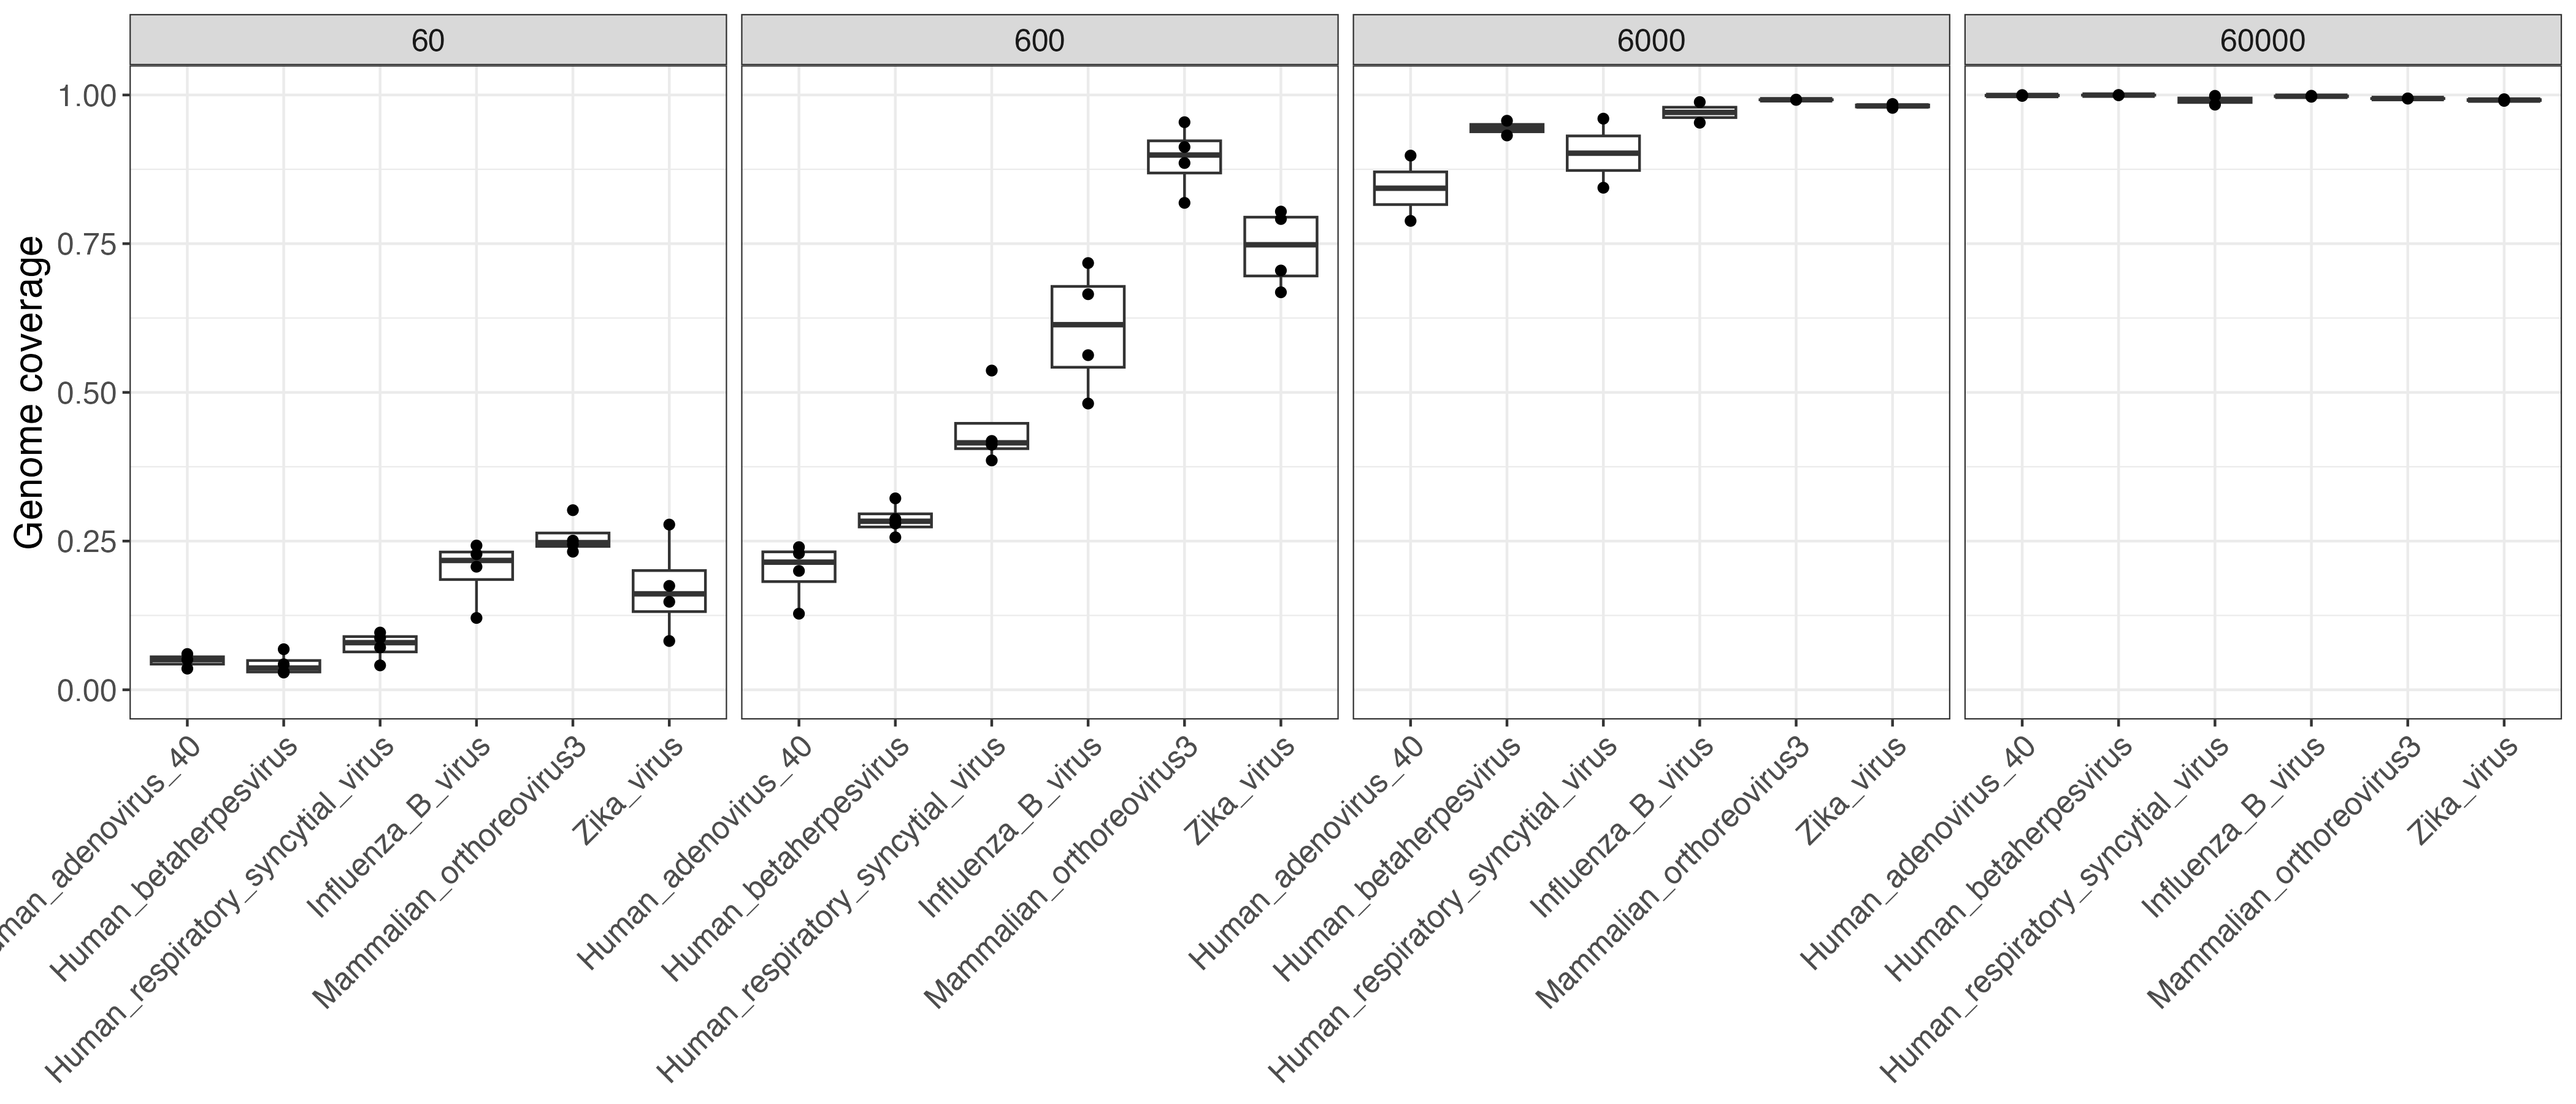 60 600 6000 60000
Genome coverage
1.00
0.75
0.50
0.25
0.00
uman_adenovirus_40
Human_betaherpesvirus
Human_respiratory_syncytial_virus
Influenza_B_virus
Mammalian_orthoreovirus3
Zika_virus
Human_adenovirus_40
Human_betaherpesvirus
Human_respiratory_syncytial_virus
Influenza_B_virus
Mammalian_orthoreovirus3
Zika_virus
Human_adenovirus_40
Human_betaherpesvirus
Human_respiratory_syncytial_virus
Influenza_B_virus
Mammalian_orthoreovirus3
Zika_virus
Human_adenovirus_40
Human_betaherpesvirus
Human_respiratory_syncytial_virus
Influenza_B_virus
Mammalian_orthoreovirus3
Zika_virus